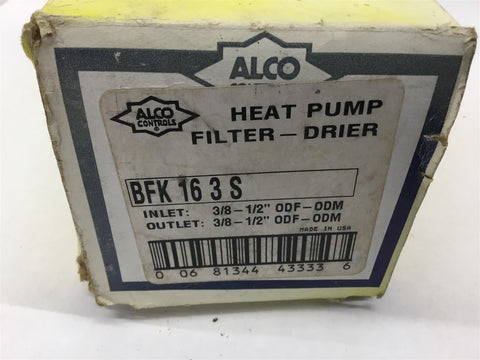 ALCO
CONTROLS
ALCO
CONTROLS
®
HEAT PUMP
FILTER-DRIER
BFK 16 3 S
INLET: 3/8-1/2" ODF-ODM
OUTLET: 3/8-1/2" ODF-ODM
MADE IN USA
0 06 81344 43333 6